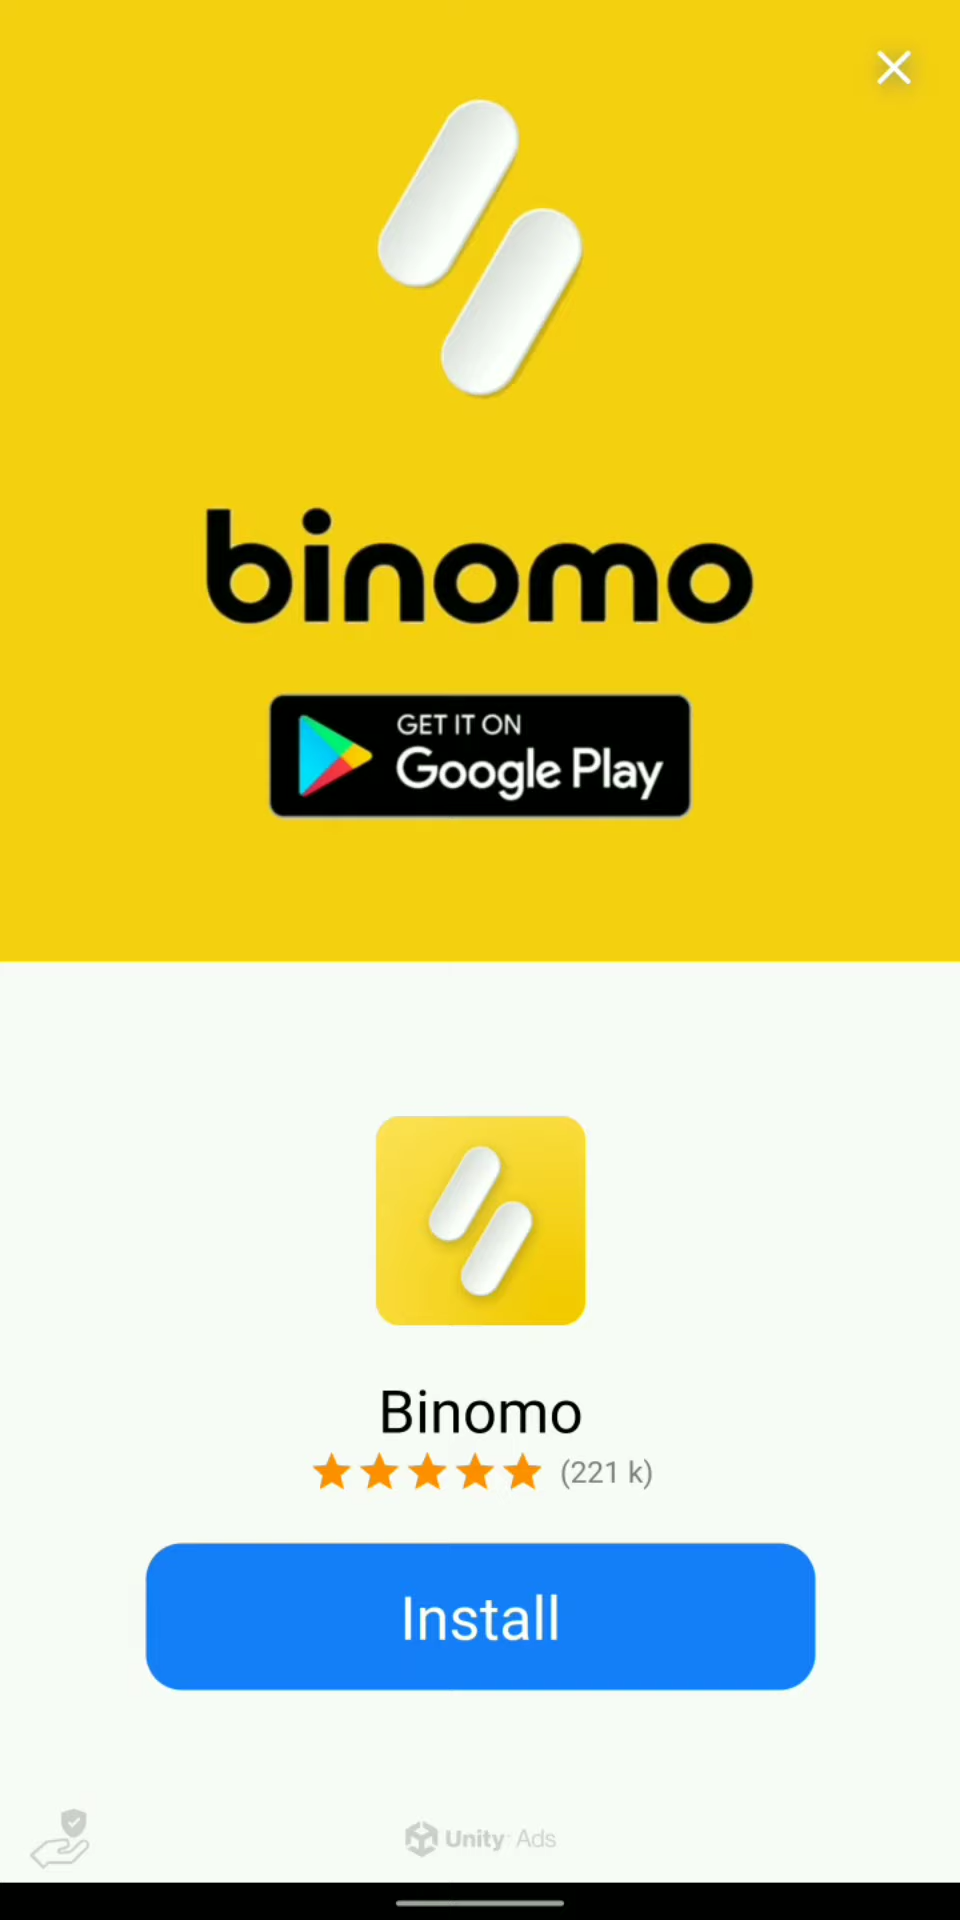 binomo
GET IT ON
Google Play
Binomo
(221 k)
Install
Unity Ads